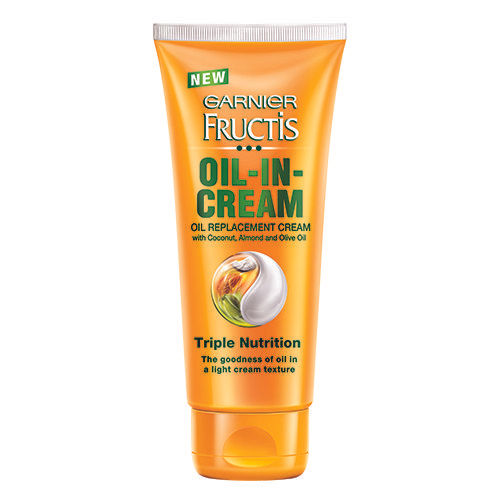 NEW
GARNIER
FRUCTiS
OIL-IN-
CREAM
OIL REPLACEMENT CREAM
with Coconut, Almond and Olive Oil
Triple Nutrition
The goodness of oil in
a light cream texture